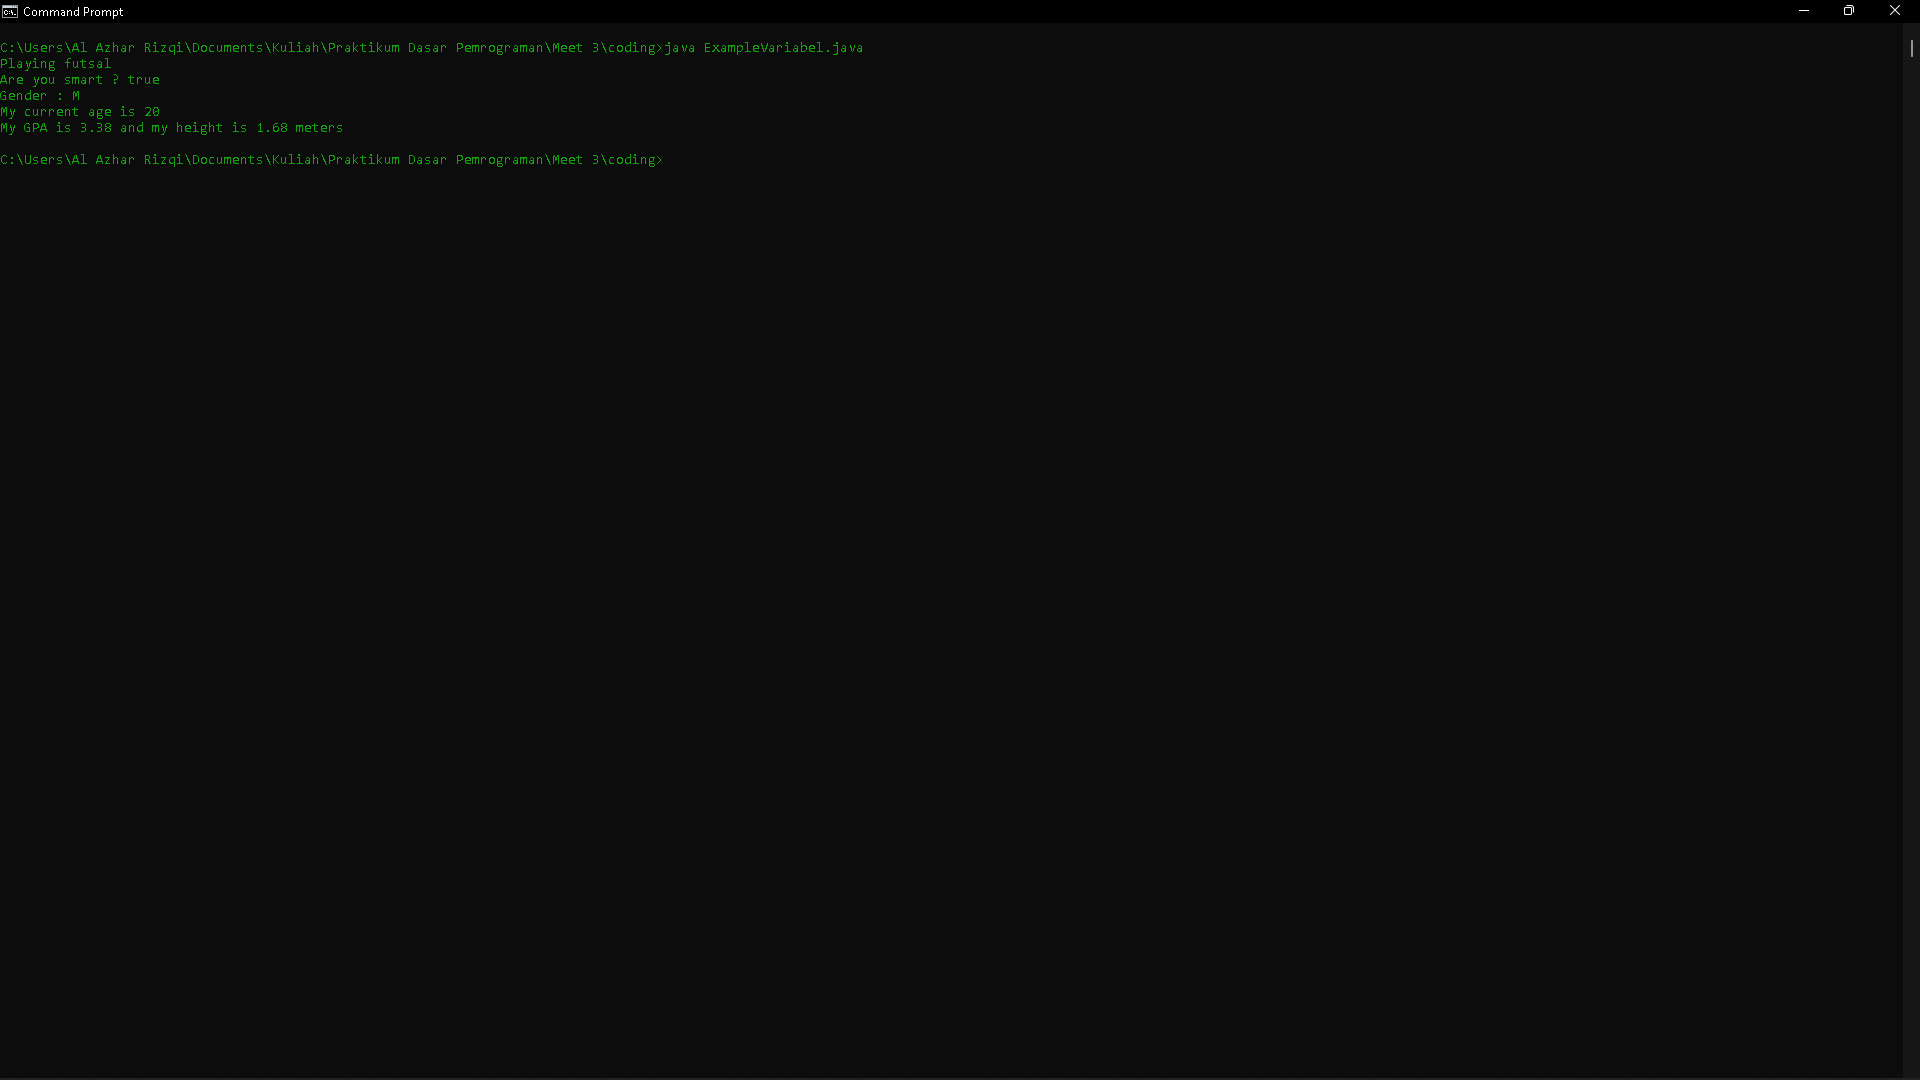 Command Prompt
C:\Users\Al Azhar Rizqi\Documents\Kuliah\Praktikum Dasar Pemrograman\Meet 3\coding>java ExampleVariabel.java
Playing futsal
Are you smart ? true
Gender : M
My current age is 20
My GPA is 3.38 and my height is 1.68 meters
C:\Users\Al Azhar Rizqi\Documents\Kuliah\Praktikum Dasar Pemrograman\Meet 3\coding>